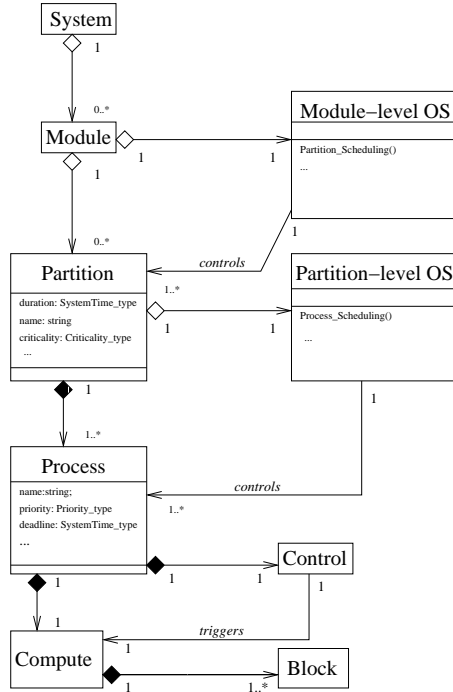 System
1
0..*
Module
1
1
1
Module–level OS
Partition_Scheduling()
...
1
0..*
controls
1..*
Partition
duration: SystemTime_type
name: string
criticality: Criticality_type
...
1
1
Partition–level OS
Process_Scheduling()
...
1
1
1..*
Process
name:string;
priority: Priority_type
deadline: SystemTime_type
...
controls
1..*
1
1
1
Control
1
1
triggers
1
Compute
1
1..*
Block